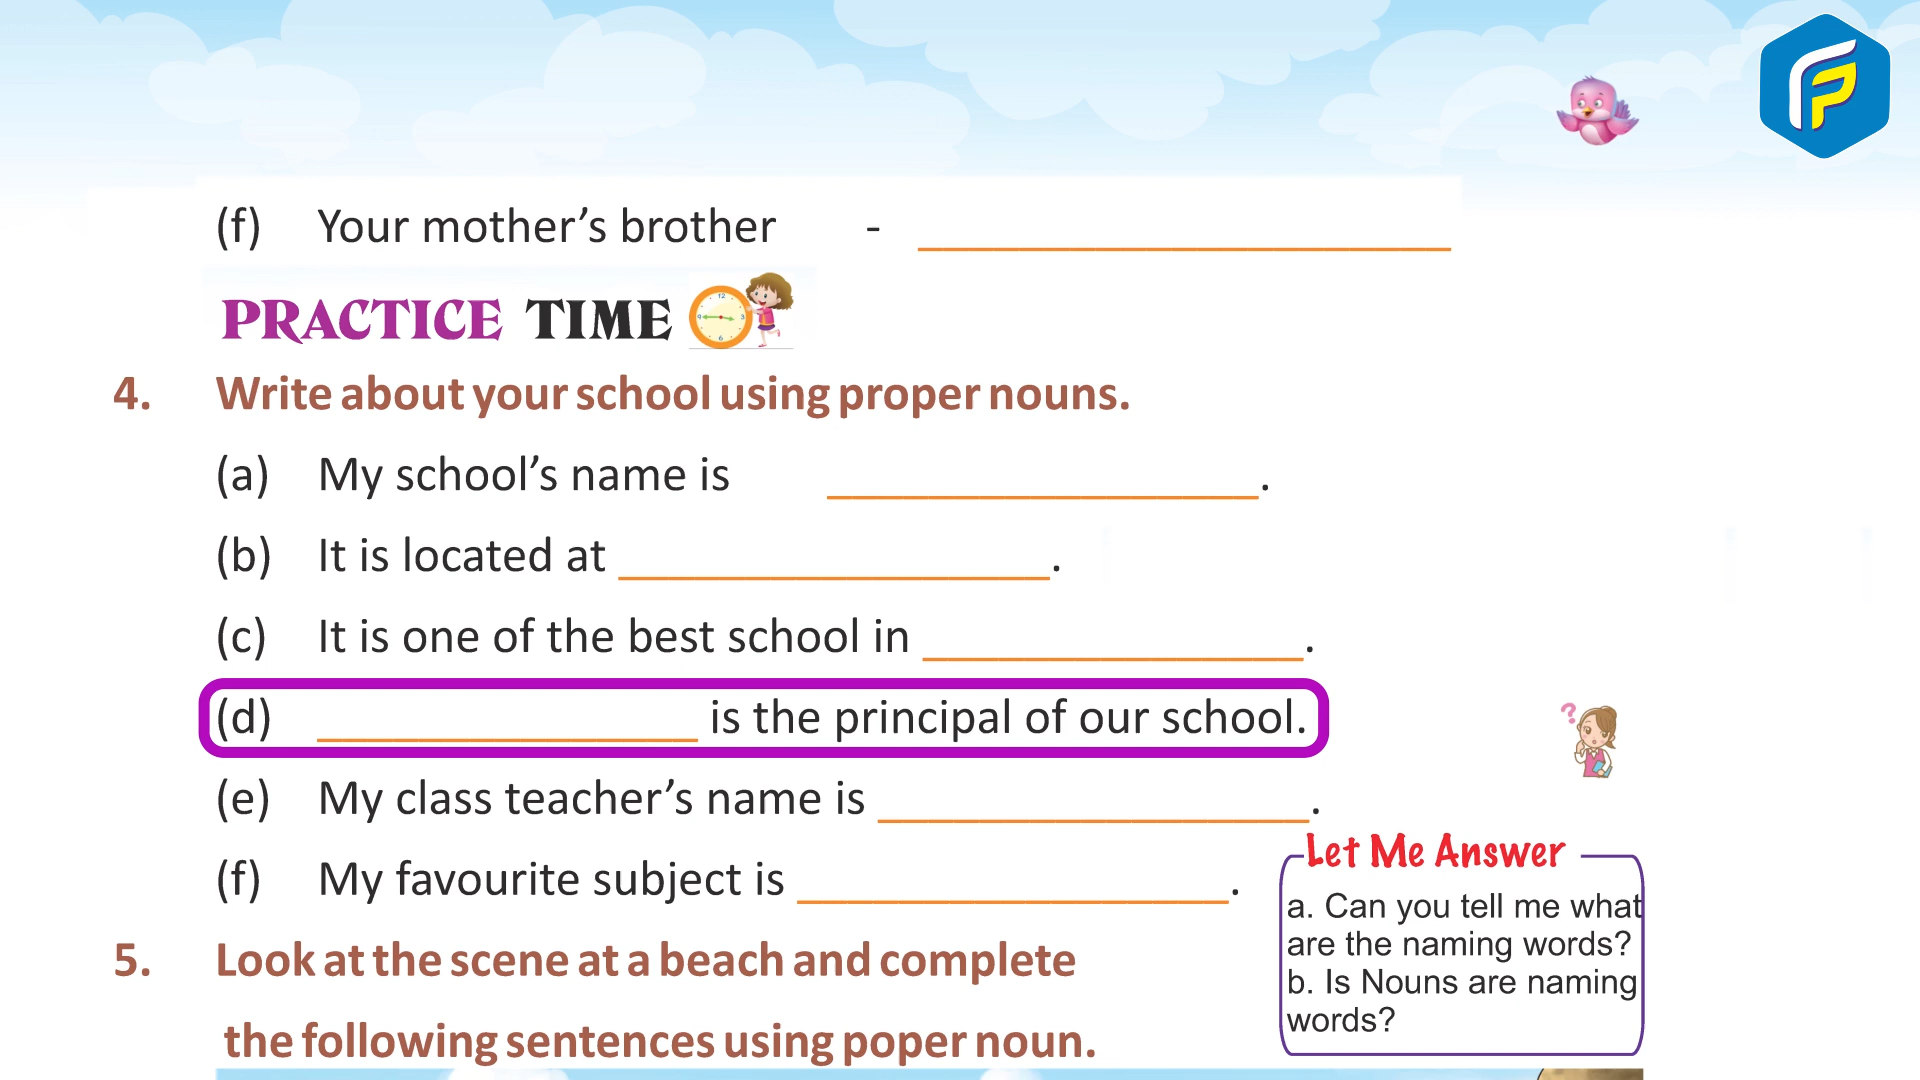 (f) Your mother’s brother - ____________________
PRACTICE TIME
4. Write about your school using proper nouns.
(a) My school’s name is ________________.
(b) It is located at ________________.
(c) It is one of the best school in ______________.
(d) ______________ is the principal of our school.
(e) My class teacher’s name is ________________.
(f) My favourite subject is ________________.
5. Look at the scene at a beach and complete
the following sentences using poper noun.
Let Me Answer
a. Can you tell me what
are the naming words?
b. Is Nouns are naming
words?